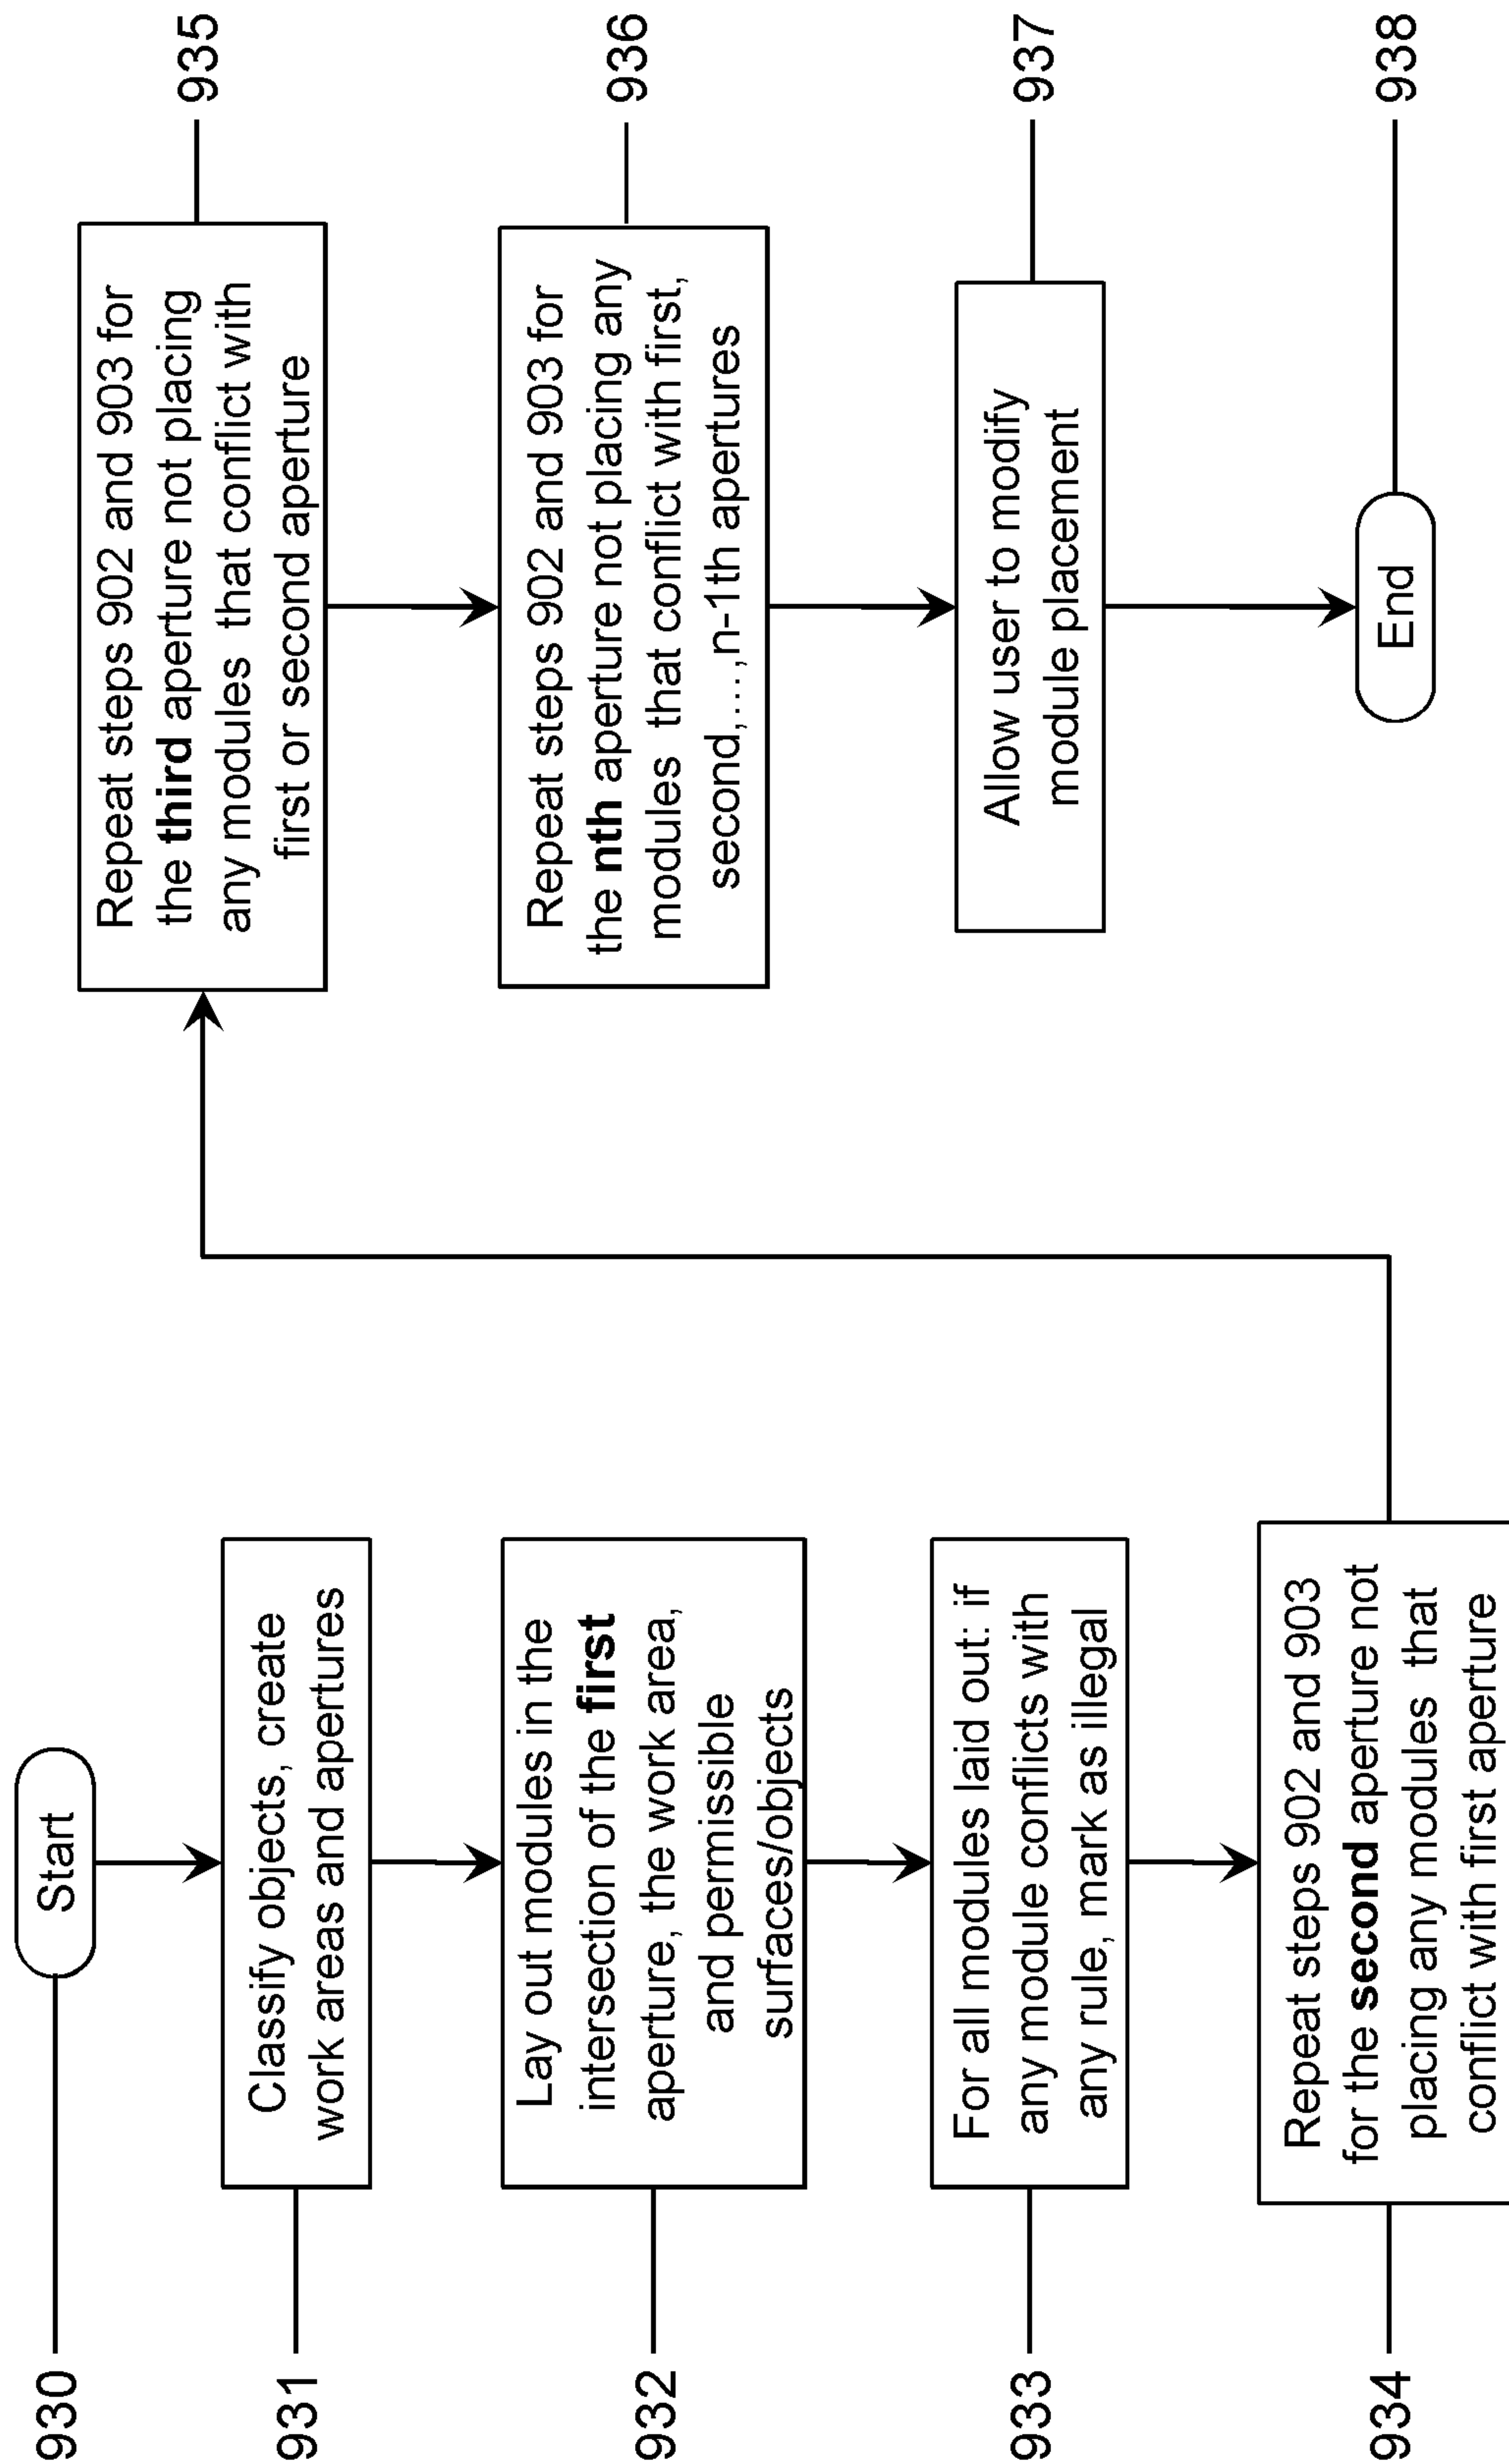 930
Start
931
Classify objects, create
work areas and apertures
932
Lay out modules in the
intersection of the first
aperture, the work area,
and permissible
surfaces/objects
933
For all modules laid out: if
any module conflicts with
any rule, mark as illegal
934
Repeat steps 902 and 903
for the second aperture not
placing any modules that
conflict with first aperture
Repeat steps 902 and 903 for
the third aperture not placing
any modules that conflict with
first or second aperture
935
Repeat steps 902 and 903 for
the nth aperture not placing any
modules that conflict with first,
second,...,n-1th apertures
936
Allow user to modify
module placement
937
End
938